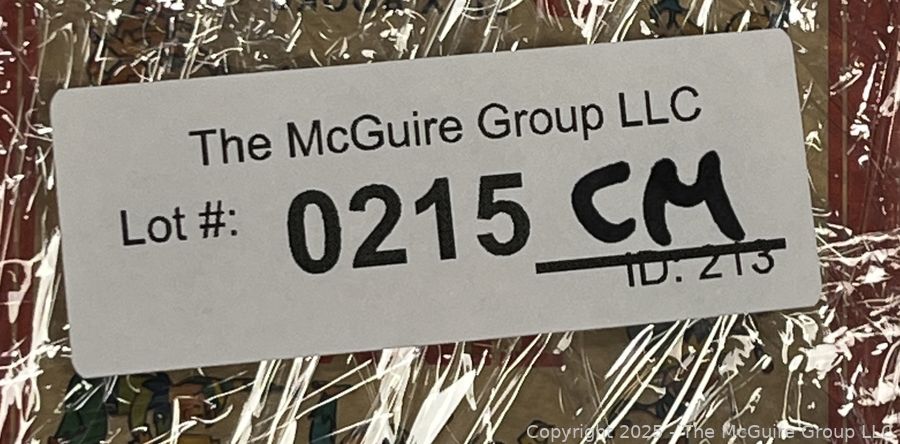 The McGuire Group LLC
Lot #: 0215 CM
ID: 213
Copyright 2025 - The McGuire Group LLC